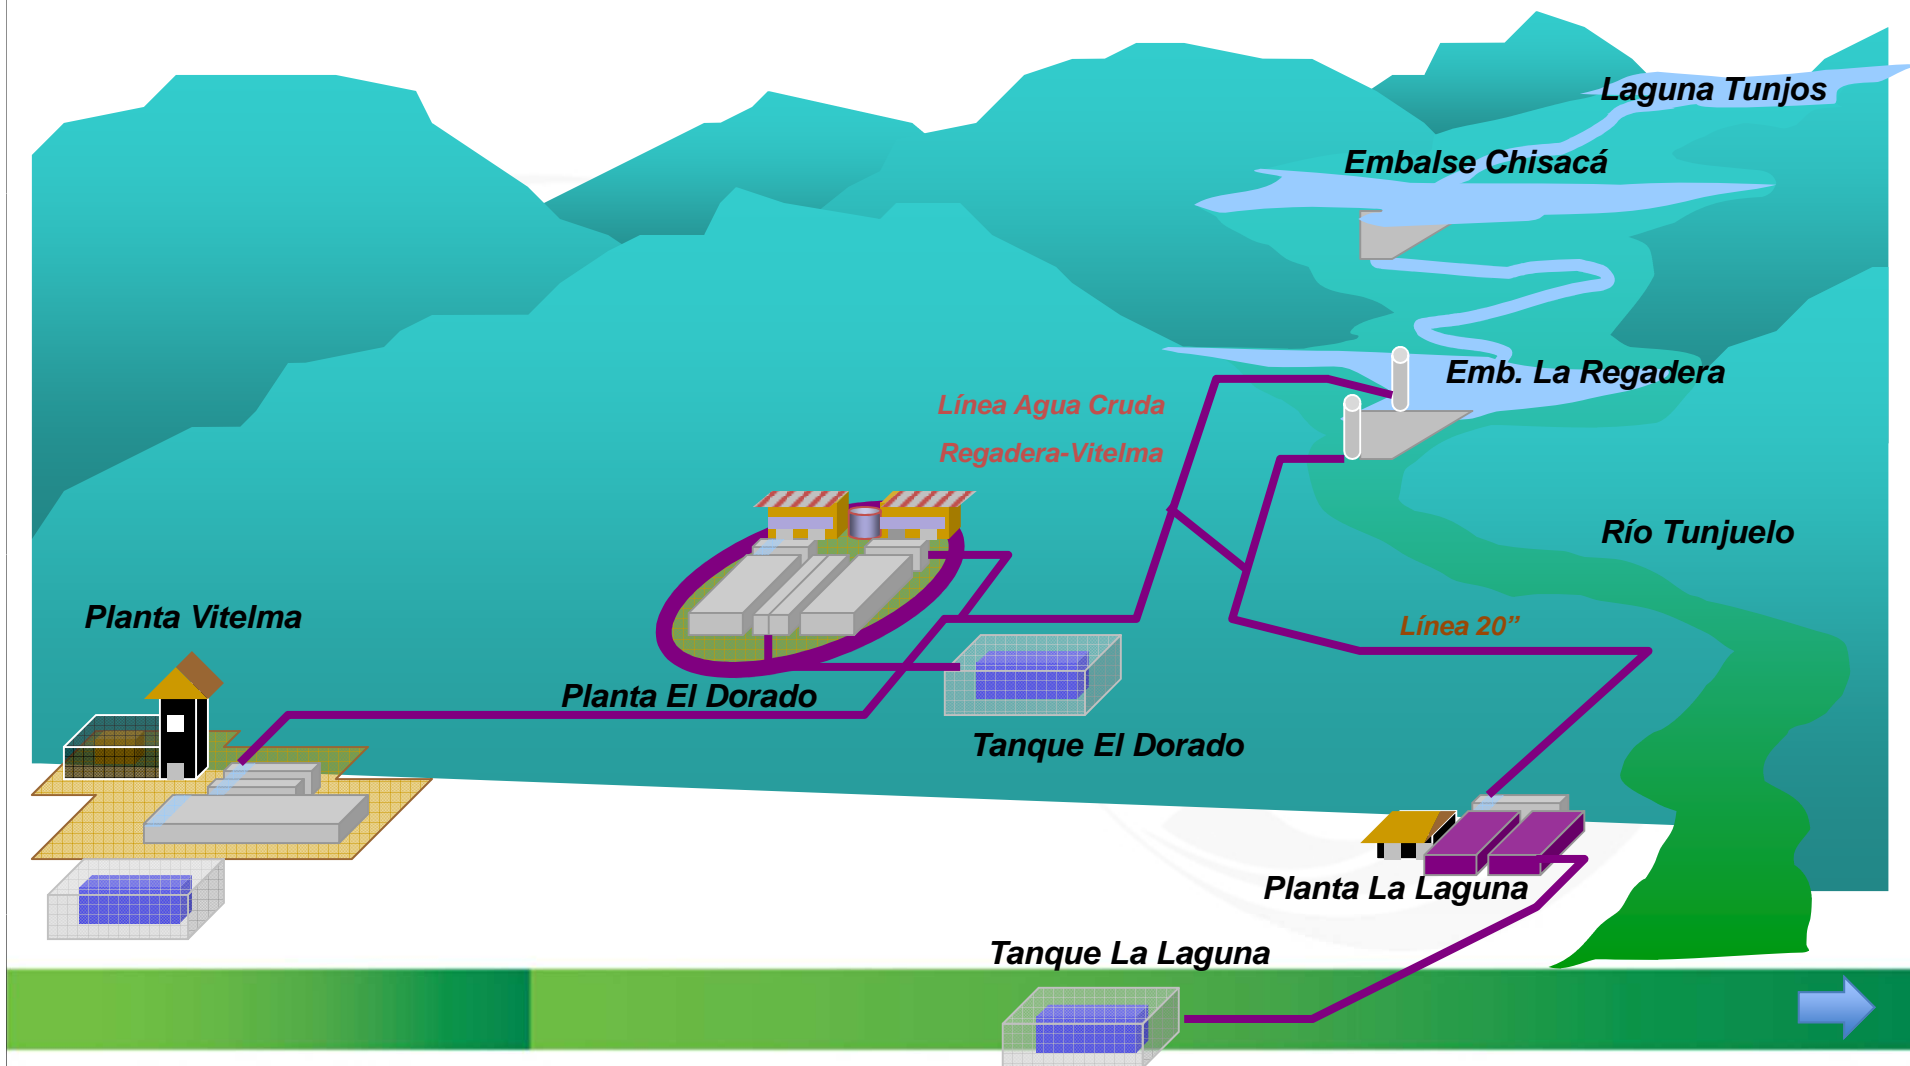 Laguna Tunjos
Embalse Chisacá
Emb. La Regadera
Línea Agua Cruda
Regadera-Vitelma
Río Tunjuelo
Planta Vitelma
Línea 20”
Planta El Dorado
Tanque El Dorado
Planta La Laguna
Tanque La Laguna